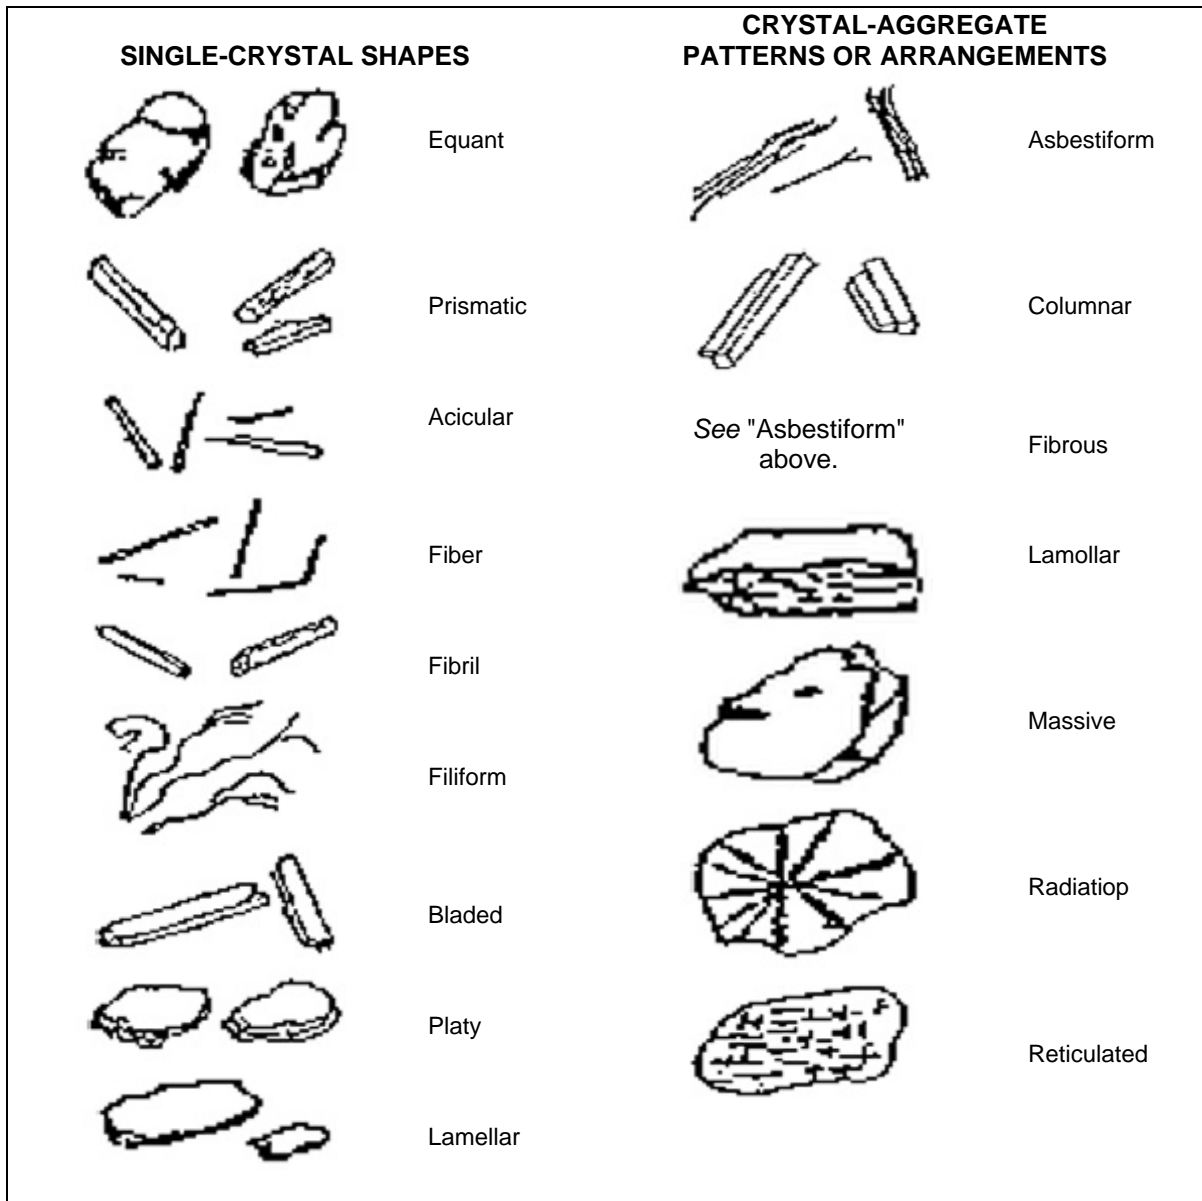 SINGLE-CRYSTAL SHAPES
Equant
Prismatic
Acicular
Fiber
Fibril
Filiform
Bladed
Platy
Lamellar
CRYSTAL-AGGREGATE
PATTERNS OR ARRANGEMENTS
Asbestiform
Columnar
See "Asbestiform"
above.
Fibrous
Lamollar
Massive
Radiatiop
Reticulated